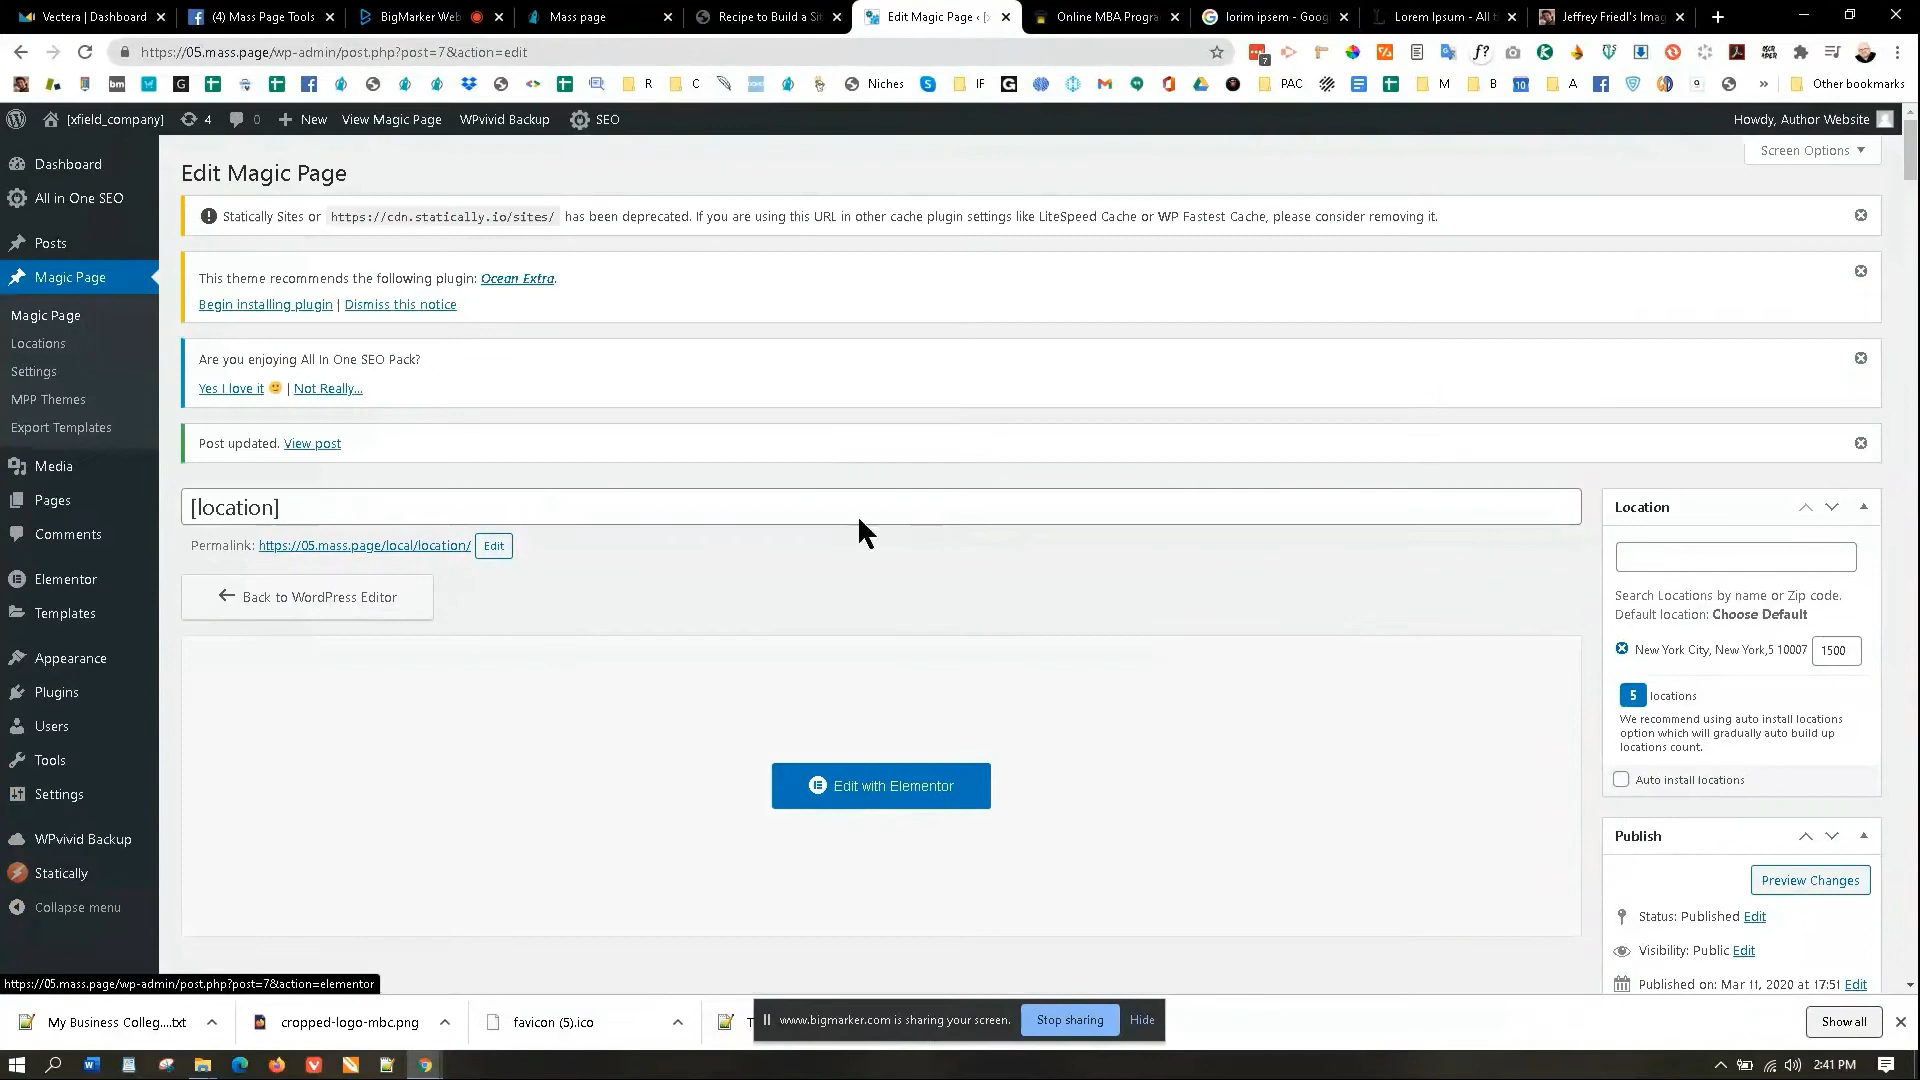 Vectera | Dashboard
(4) Mass Page Tools
BigMarker Web
Mass page
Recipe to Build a Si
Edit Magic Page ‹ [x
Online MBA Progra
lorim ipsem - Goog
Lorem Ipsum - All t
Jeffrey Friedl's Imag
https://05.mass.page/wp-admin/post.php?post=7&action=edit
R
C
Niches
IF
PAC
M
B
A
Other bookmarks
[xfield_company]
4
0
New
View Magic Page
WPvivid Backup
SEO
Howdy, Author Website
Dashboard
All in One SEO
Posts
Magic Page
Magic Page
Locations
Settings
MPP Themes
Export Templates
Media
Pages
Comments
Elementor
Templates
Appearance
Plugins
Users
Tools
Settings
WPvivid Backup
Statically
Collapse menu
Screen Options
Edit Magic Page
Statically Sites or https://cdn.statically.io/sites/ has been deprecated. If you are using this URL in other cache plugin settings like LiteSpeed Cache or WP Fastest Cache, please consider removing it.
This theme recommends the following plugin: Ocean Extra.
Begin installing plugin | Dismiss this notice
Are you enjoying All In One SEO Pack?
Yes I love it | Not Really...
Post updated. View post
[location]
Permalink: https://05.mass.page/local/location/ Edit
Back to WordPress Editor
Edit with Elementor
Location
Search Locations by name or Zip code.
Default location: Choose Default
New York City, New York,5 10007 1500
5 locations
We recommend using auto install locations
option which will gradually auto build up
locations count.
Auto install locations
Publish
Preview Changes
Status: Published Edit
Visibility: Public Edit
Published on: Mar 11, 2020 at 17:51 Edit
https://05.mass.page/wp-admin/post.php?post=7&action=elementor
My Business Colleg....txt
cropped-logo-mbc.png
favicon (5).ico
www.bigmarker.com is sharing your screen.
Stop sharing
Hide
Show all
2:41 PM